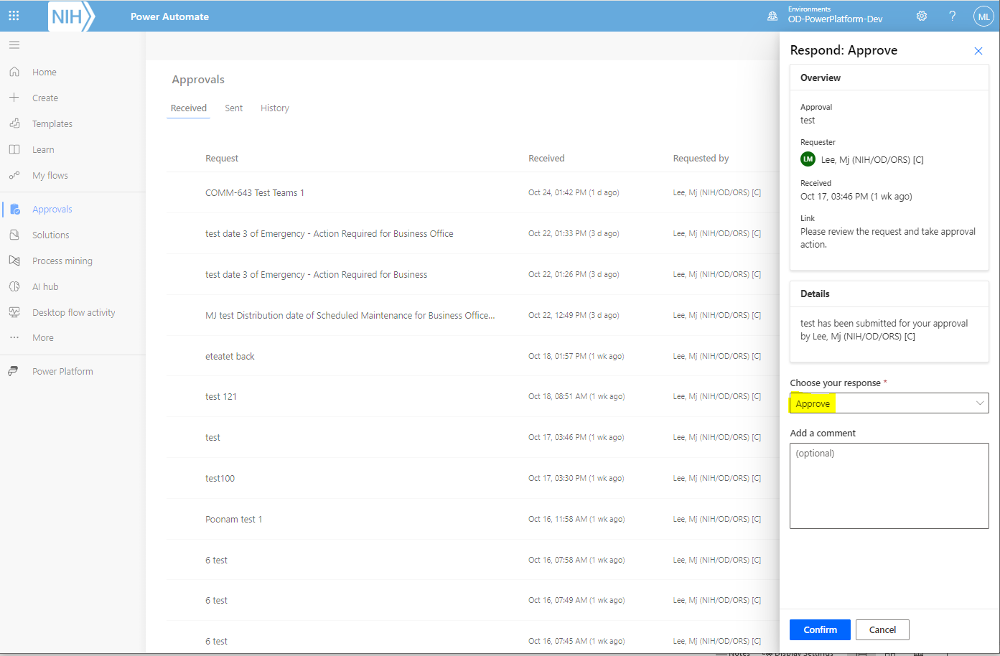 NIH
Power Automate
Environments
OD-PowerPlatform-Dev
?
ML
Home
Create
Templates
Learn
My flows
Approvals
Solutions
Process mining
AI hub
Desktop flow activity
More
Power Platform
Approvals
Received Sent History
Request Received Requested by
COMM-643 Test Teams 1 Oct 24, 01:42 PM (1 d ago) Lee, Mj (NIH/OD/ORS) [C]
test date 3 of Emergency - Action Required for Business Office Oct 22, 01:33 PM (3 d ago) Lee, Mj (NIH/OD/ORS) [C]
test date 3 of Emergency - Action Required for Business Oct 22, 01:26 PM (3 d ago) Lee, Mj (NIH/OD/ORS) [C]
MJ test Distribution date of Scheduled Maintenance for Business Office... Oct 22, 12:49 PM (3 d ago) Lee, Mj (NIH/OD/ORS) [C]
eteatet back Oct 18, 01:57 PM (1 wk ago) Lee, Mj (NIH/OD/ORS) [C]
test 121 Oct 18, 08:51 AM (1 wk ago) Lee, Mj (NIH/OD/ORS) [C]
test Oct 17, 03:46 PM (1 wk ago) Lee, Mj (NIH/OD/ORS) [C]
test100 Oct 17, 03:30 PM (1 wk ago) Lee, Mj (NIH/OD/ORS) [C]
Poonam test 1 Oct 16, 11:58 AM (1 wk ago) Lee, Mj (NIH/OD/ORS) [C]
6 test Oct 16, 07:58 AM (1 wk ago) Lee, Mj (NIH/OD/ORS) [C]
6 test Oct 16, 07:49 AM (1 wk ago) Lee, Mj (NIH/OD/ORS) [C]
6 test Oct 16, 07:45 AM (1 wk ago) Lee, Mj (NIH/OD/ORS) [C]
Respond: Approve
Overview
Approval
test
Requester
LM Lee, Mj (NIH/OD/ORS) [C]
Received
Oct 17, 03:46 PM (1 wk ago)
Link
Please review the request and take approval
action.
Details
test has been submitted for your approval
by Lee, Mj (NIH/OD/ORS) [C]
Choose your response *
Approve
Add a comment
(optional)
Confirm Cancel
Notes Display Settings